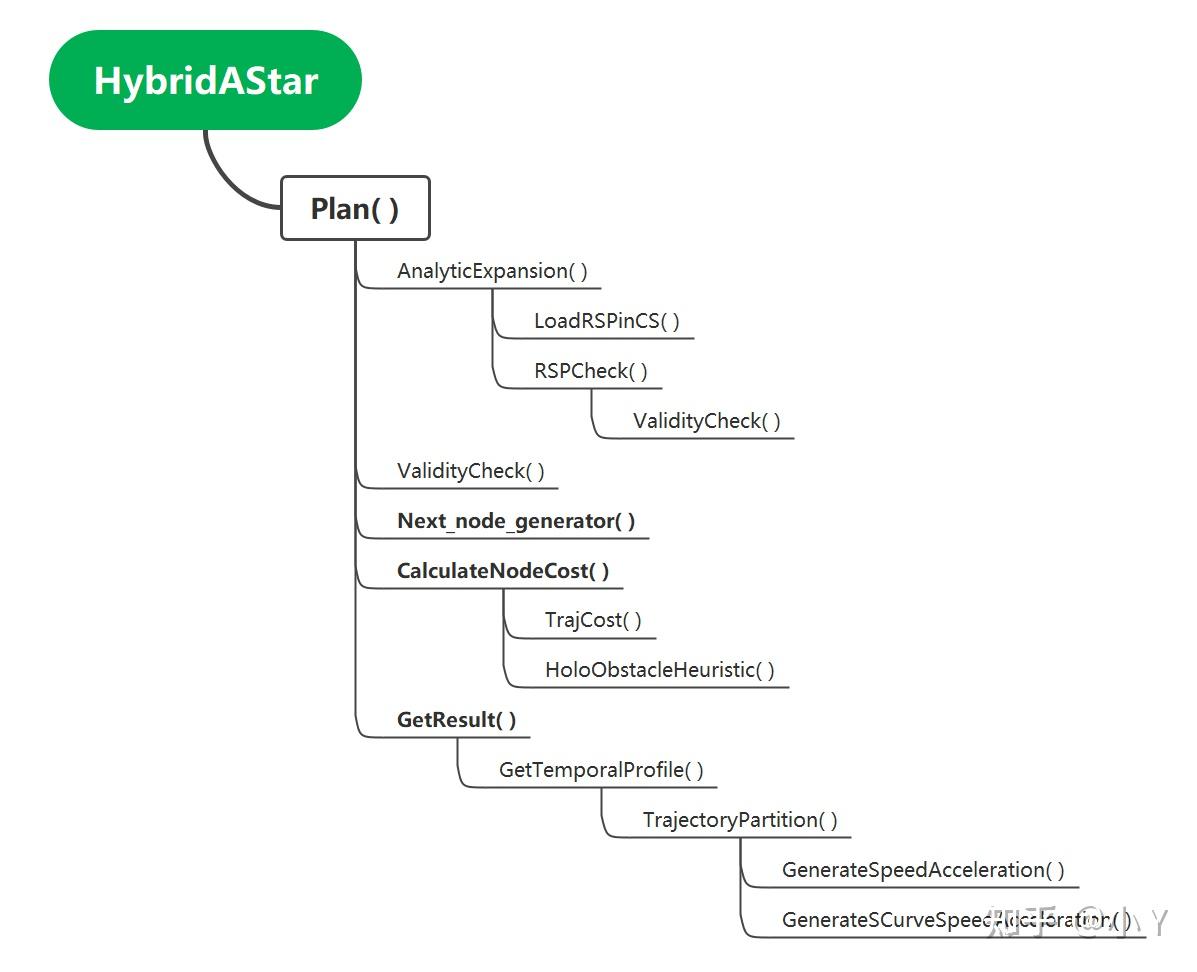 HybridAStar
Plan( )
AnalyticExpansion( )
LoadRSPinCS( )
RSPCheck( )
ValidityCheck( )
ValidityCheck( )
Next_node_generator( )
CalculateNodeCost( )
TrajCost( )
HoloObstacleHeuristic( )
GetResult( )
GetTemporalProfile( )
TrajectoryPartition( )
GenerateSpeedAcceleration( )
GenerateSCurveSpeedAcceleration( )
知乎 @小Y